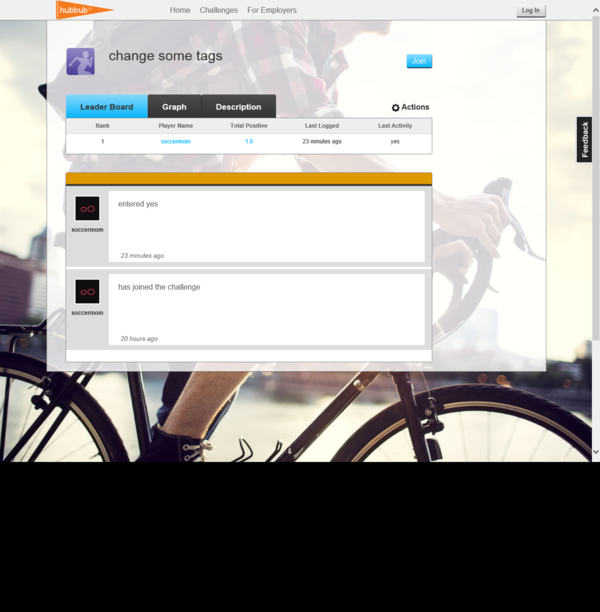 hubbub
Home Challenges For Employers
Log In
change some tags
Join
Leader Board Graph Description
Actions
Rank Player Name Total Positive Last Logged Last Activity
1 soccermom 1.0 23 minutes ago yes
Feedback
entered yes
soccermom
23 minutes ago
has joined the challenge
soccermom
20 hours ago